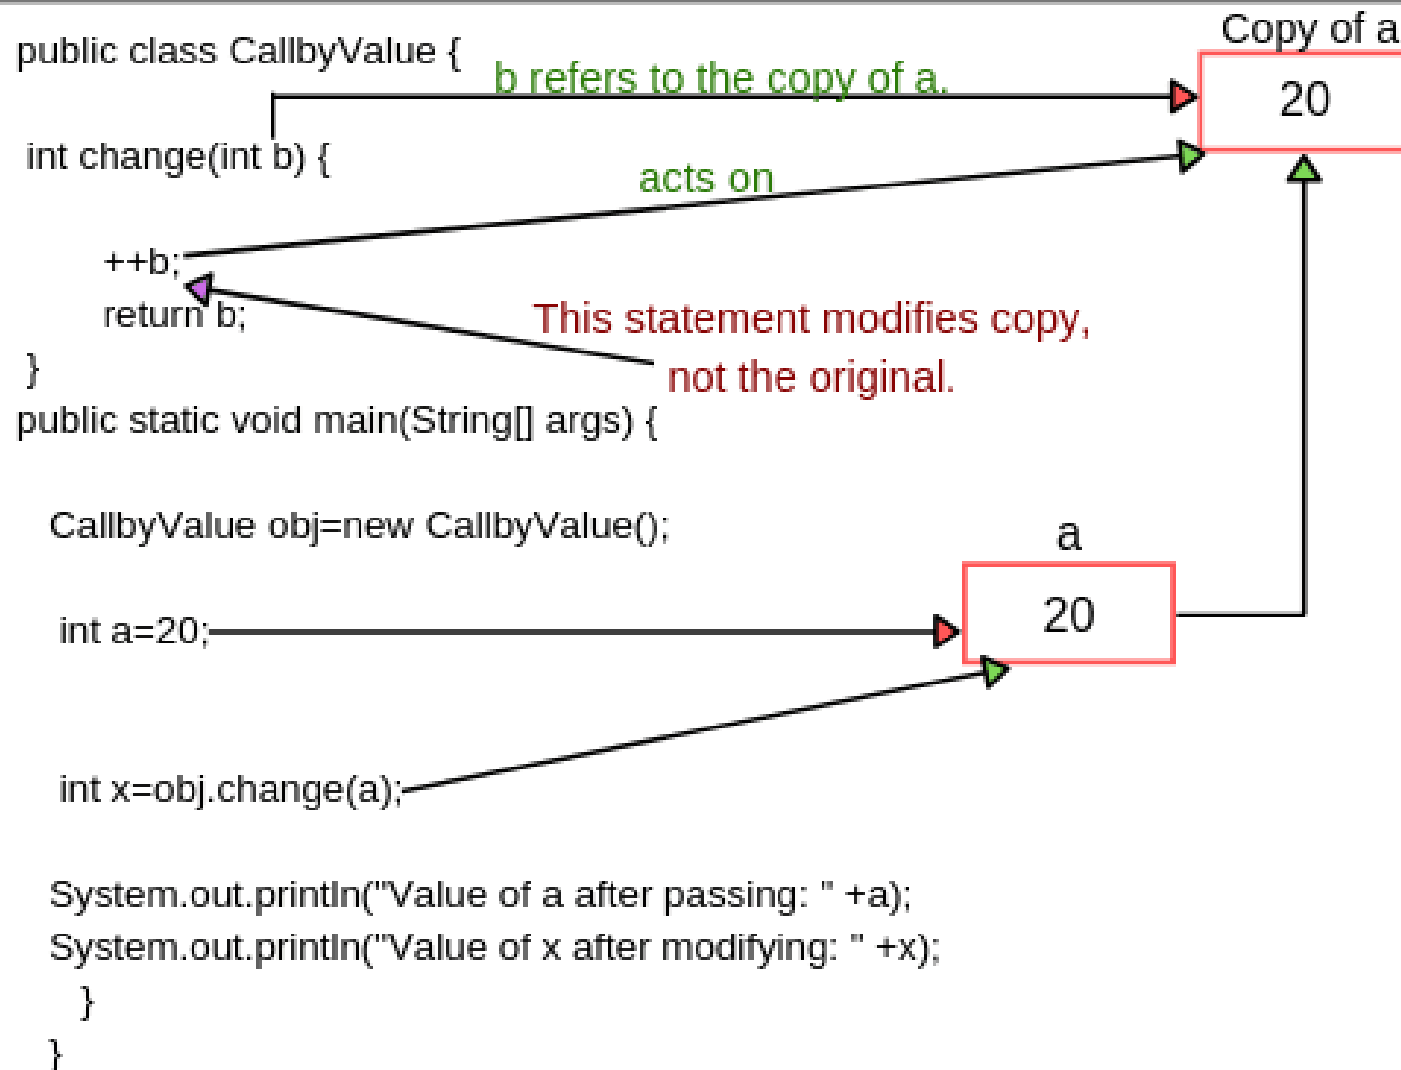 Copy of a
public class CallbyValue {
b refers to the copy of a.
20
int change(int b) {
acts on
++b;
return b;
This statement modifies copy,
not the original.
}
public static void main(String[] args) {
CallbyValue obj=new CallbyValue();
a
int a=20;
20
int x=obj.change(a);
System.out.println("Value of a after passing: " +a);
System.out.println("Value of x after modifying: " +x);
}
}